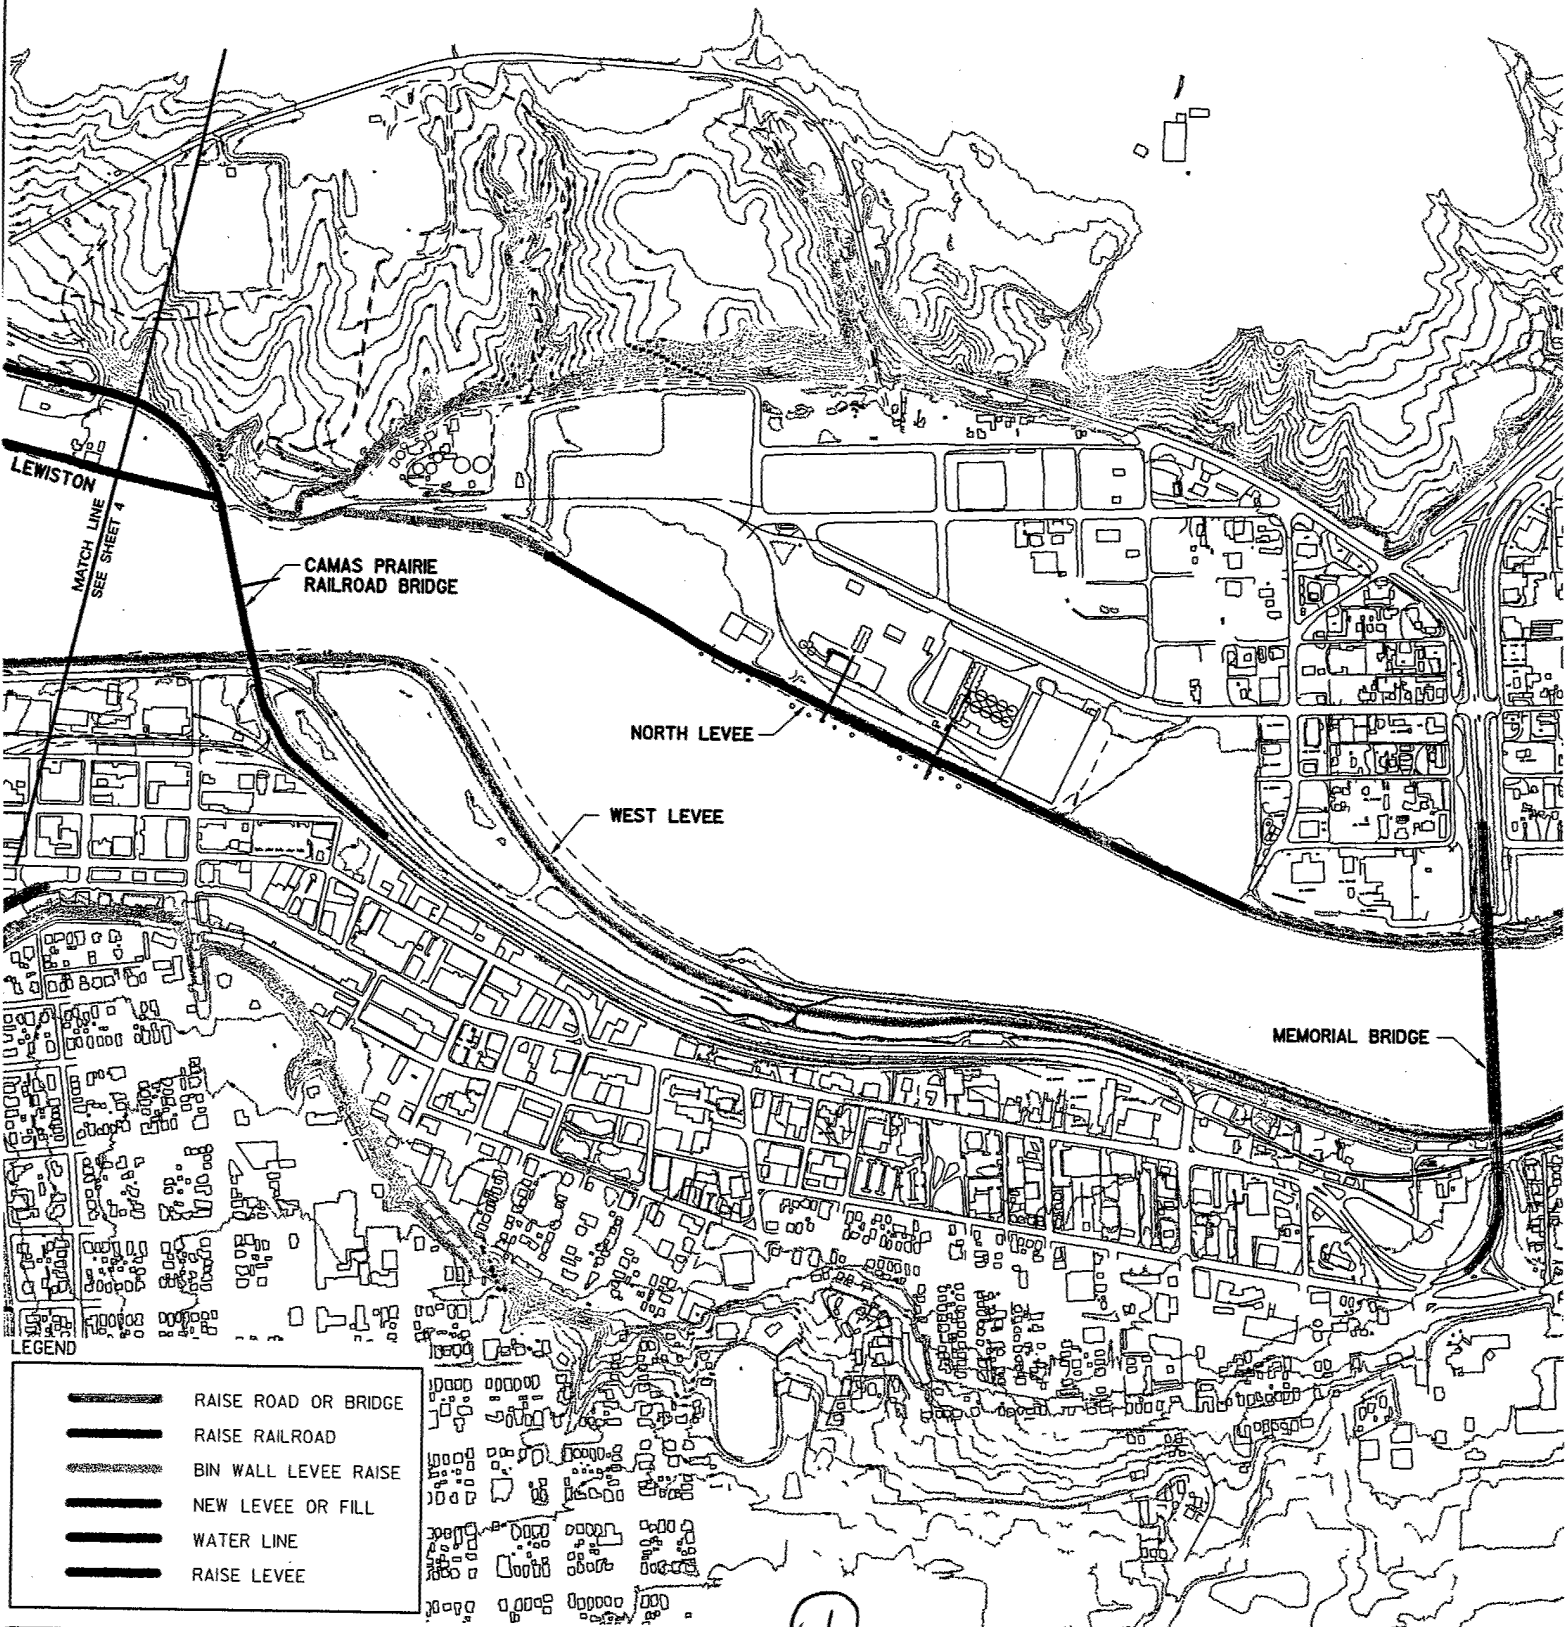 LEWISTON
MATCH LINE
SEE SHEET 4
CAMAS PRAIRIE
RAILROAD BRIDGE
NORTH LEVEE
WEST LEVEE
MEMORIAL BRIDGE
LEGEND
RAISE ROAD OR BRIDGE
RAISE RAILROAD
BIN WALL LEVEE RAISE
NEW LEVEE OR FILL
WATER LINE
RAISE LEVEE